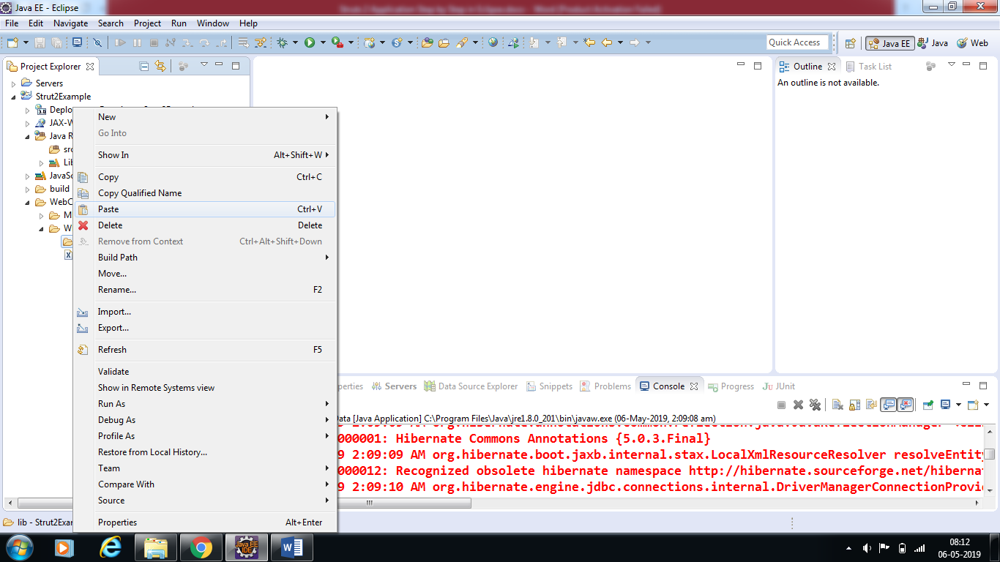 Java EE - Eclipse
Strut 2 Application Step by Step in Eclipse.docx - Word (Product Activation Failed)
File Edit Navigate Search Project Run Window Help
Quick Access Java EE Java Web
Project Explorer
Servers
Strut2Example
Deplo
JAX-W
Java R
src
Lib
JavaSc
build
WebC
M
W
New
Go Into
Show In Alt+Shift+W
Copy Ctrl+C
Copy Qualified Name
Paste Ctrl+V
Delete Delete
Remove from Context Ctrl+Alt+Shift+Down
Build Path
Move...
Rename... F2
Import...
Export...
Refresh F5
Validate
Show in Remote Systems view
Run As
Debug As
Profile As
Restore from Local History...
Team
Compare With
Source
Properties Alt+Enter
Outline Task List
An outline is not available.
perties Servers Data Source Explorer Snippets Problems Console Progress JUnit
Data [Java Application] C:\Program Files\Java\jre1.8.0_201\bin\javaw.exe (06-May-2019, 2:09:08 am)
000001: Hibernate Commons Annotations {5.0.3.Final}
9 2:09:09 AM org.hibernate.boot.jaxb.internal.stax.LocalXmlResourceResolver resolveEntity
000012: Recognized obsolete hibernate namespace http://hibernate.sourceforge.net/hiberna
9 2:09:10 AM org.hibernate.engine.jdbc.connections.internal.DriverManagerConnectionProvi
lib - Strut2Exam
Java EE IDE
08:12
06-05-2019